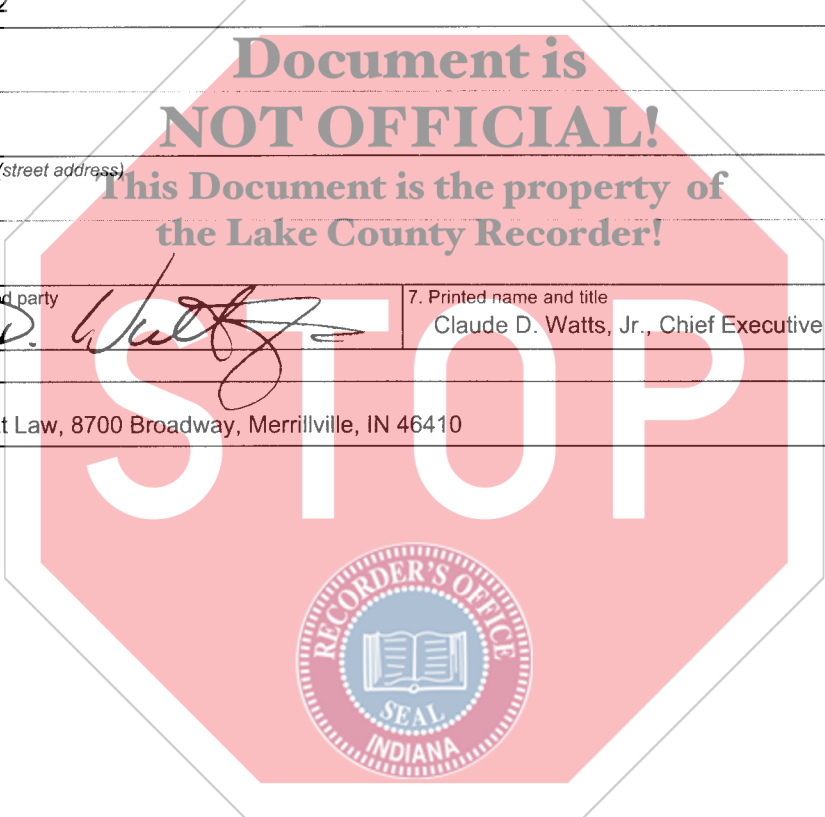 Document is
NOT OFFICIAL!
(street address)
This Document is the property of
the Lake County Recorder!
d party
7. Printed name and title
D. Watts
Claude D. Watts, Jr., Chief Executive
STOP
t Law, 8700 Broadway, Merrillville, IN 46410
RECORDER'S OFFICE
SEAL
INDIANA